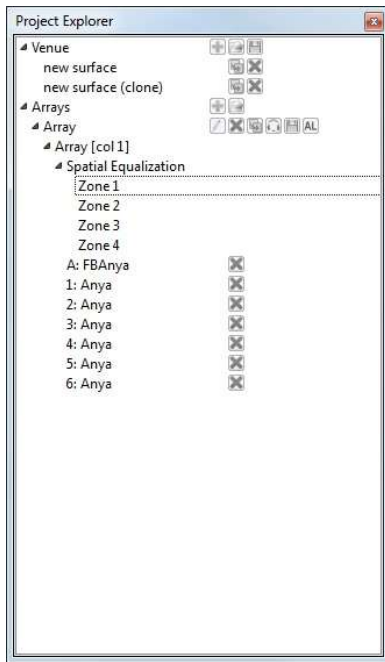 Project Explorer
Venue
new surface
new surface (clone)
Arrays
Array AL
Array [col 1]
Spatial Equalization
Zone 1
Zone 2
Zone 3
Zone 4
A: FBAnya
1: Anya
2: Anya
3: Anya
4: Anya
5: Anya
6: Anya